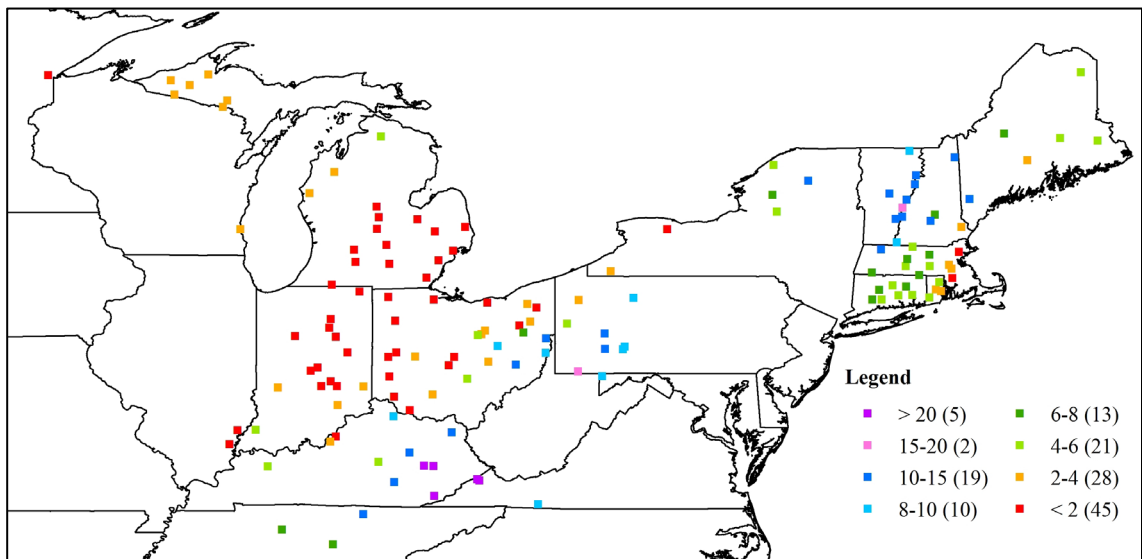 Legend
> 20 (5) 6-8 (13)
15-20 (2) 4-6 (21)
10-15 (19) 2-4 (28)
8-10 (10) < 2 (45)